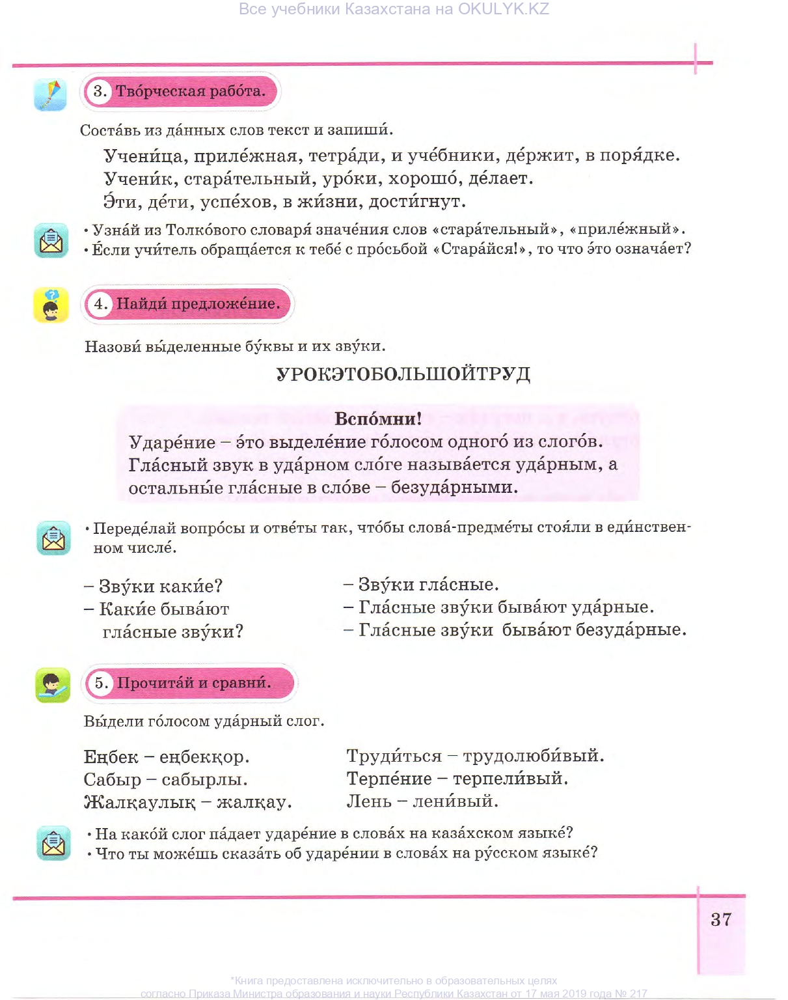 Все учебники Казахстана на OKULYK.KZ
3. Тво́рческая рабо́та.
Соста́вь из да́нных слов текст и запиши́.
Учени́ца, приле́жная, тетра́ди, и уче́бники, де́ржит, в поря́дке.
Учени́к, стара́тельный, уро́ки, хорошо́, де́лает.
Э́ти, де́ти, успе́хов, в жи́зни, дости́гнут.
• Узна́й из Толко́вого словаря́ значе́ния слов «стара́тельный», «приле́жный».
• Е́сли учи́тель обраща́ется к тебе́ с про́сьбой «Стара́йся!», то что э́то означа́ет?
4. Найди́ предложе́ние.
Назови́ вы́деленные бу́квы и их зву́ки.
УРОКЭТОБОЛЬШОЙТРУД
Вспо́мни!
Ударе́ние – э́то выделе́ние го́лосом одного́ из слого́в.
Гла́сный звук в уда́рном сло́ге называ́ется уда́рным, а
остальны́е гла́сные в сло́ве – безуда́рными.
• Переде́лай вопро́сы и отве́ты так, что́бы слова́-предме́ты стоя́ли в еди́нствен-
ном числе́.
– Зву́ки каки́е?
– Каки́е быва́ют
гла́сные зву́ки?
– Зву́ки гла́сные.
– Гла́сные зву́ки быва́ют уда́рные.
– Гла́сные зву́ки быва́ют безуда́рные.
5. Прочита́й и сравни́.
Вы́дели го́лосом уда́рный слог.
Еңбек – еңбекқор.
Сабыр – сабырлы.
Жалқаулық – жалқау.
Труди́ться – трудолюби́вый.
Терпе́ние – терпели́вый.
Лень – лени́вый.
• На како́й слог па́дает ударе́ние в слова́х на каза́хском языке́?
• Что ты мо­же́шь сказа́ть об ударе́нии в слова́х на ру́сском языке́?
37
*Книга предоставлена исключительно в образовательных целях
согласно Приказа Министра образования и науки Республики Казахстан от 17 мая 2019 года № 217